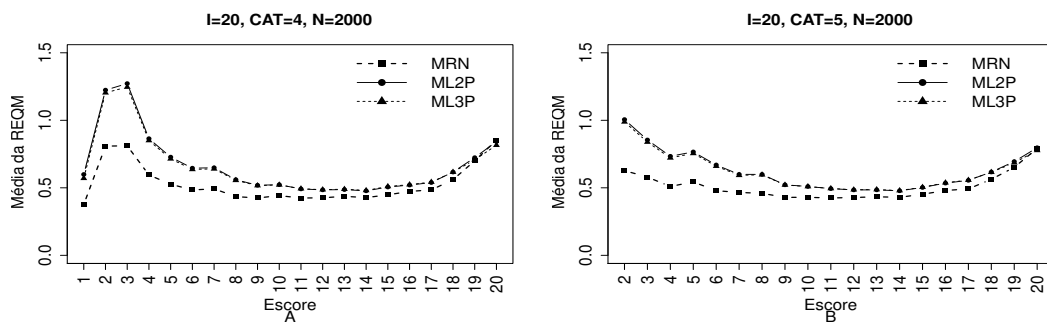 I=20, CAT=4, N=2000
Média da REQM
1.5
1.0
0.5
0.0
MRN
ML2P
ML3P
1 2 3 4 5 6 7 8 9 10 11 12 13 14 15 16 17 18 19 20
Escore
A
I=20, CAT=5, N=2000
Média da REQM
1.5
1.0
0.5
0.0
MRN
ML2P
ML3P
2 3 4 5 6 7 8 9 10 11 12 13 14 15 16 17 18 19 20
Escore
B